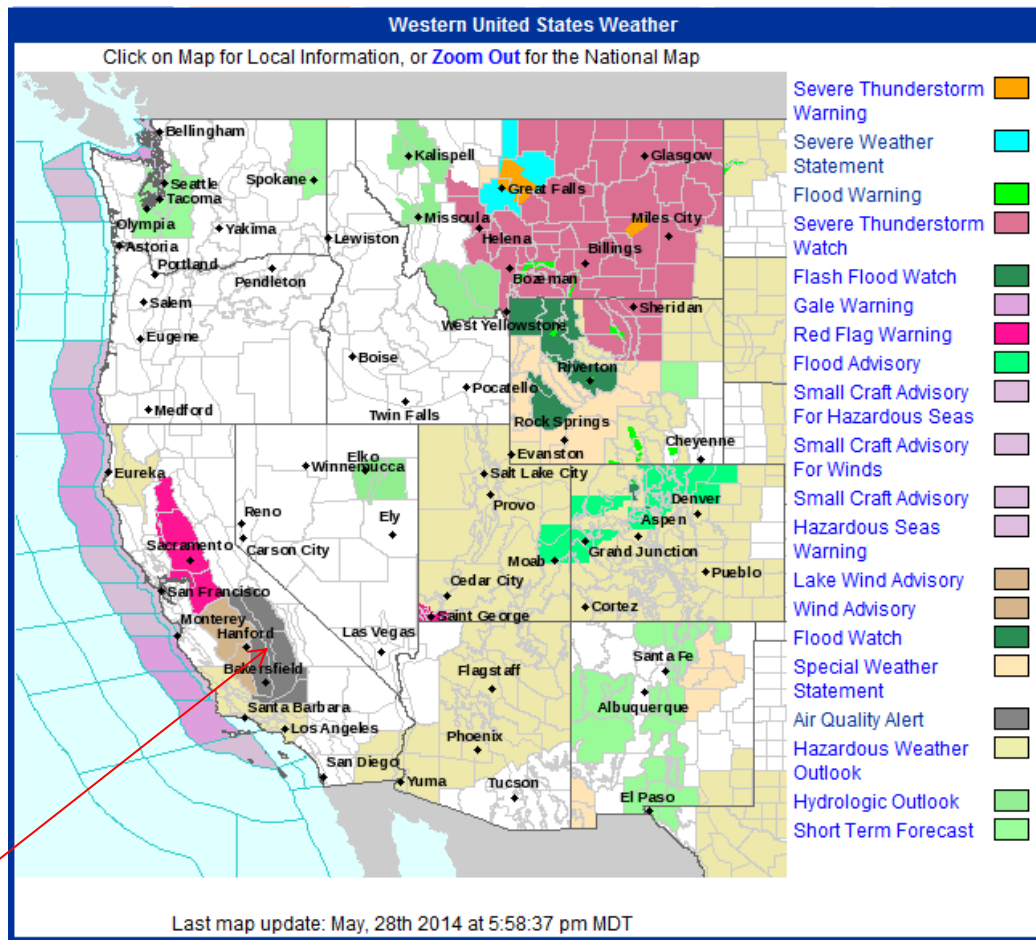 Western United States Weather
Click on Map for Local Information, or Zoom Out for the National Map
Bellingham
Seattle
Tacoma
Olympia
Astoria
Spokane
Yakima
Lewiston
Portland
Pendleton
Salem
Eugene
Medford
Kalispell
Missoula
Great Falls
Helena
Glasgow
Miles City
Billings
Bozeman
West Yellowstone
Sheridan
Boise
Pocatello
Twin Falls
Riverton
Rock Springs
Evanston
Cheyenne
Eureka
Elko
Winnemucca
Salt Lake City
Provo
Reno
Ely
Carson City
Sacramento
San Francisco
Monterey
Hanford
Bakersfield
Las Vegas
Santa Barbara
Los Angeles
San Diego
Denver
Aspen
Grand Junction
Moab
Pueblo
Cedar City
Saint George
Cortez
Flagstaff
Phoenix
Yuma
Tucson
Santa Fe
Albuquerque
El Paso
Severe Thunderstorm
Warning
Severe Weather
Statement
Flood Warning
Severe Thunderstorm
Watch
Flash Flood Watch
Gale Warning
Red Flag Warning
Flood Advisory
Small Craft Advisory
For Hazardous Seas
Small Craft Advisory
For Winds
Small Craft Advisory
Hazardous Seas
Warning
Lake Wind Advisory
Wind Advisory
Flood Watch
Special Weather
Statement
Air Quality Alert
Hazardous Weather
Outlook
Hydrologic Outlook
Short Term Forecast
Last map update: May, 28th 2014 at 5:58:37 pm MDT